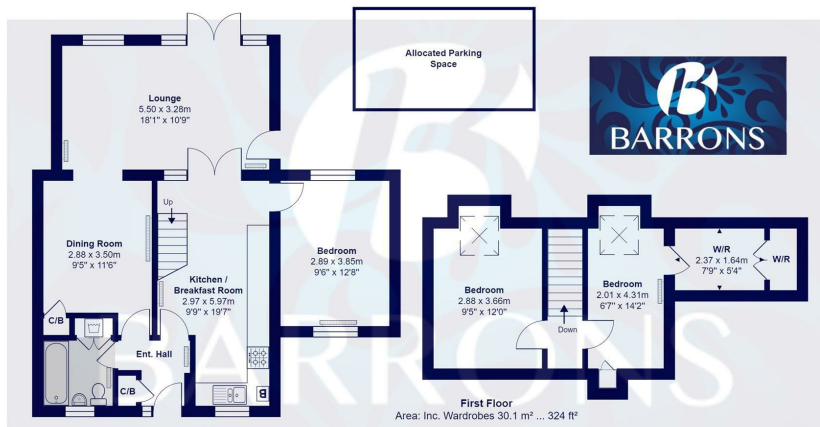 Allocated Parking
Space
B
BARRONS
Lounge
5.50 x 3.28m
18'1" x 10'9"
Up
Dining Room
2.88 x 3.50m
9'5" x 11'6"
Kitchen /
Breakfast Room
2.97 x 5.97m
9'9" x 19'7"
Bedroom
2.89 x 3.85m
9'6" x 12'8"
C/B
Ent. Hall
C/B
B
Bedroom
2.88 x 3.66m
9'5" x 12'0"
Down
Bedroom
2.01 x 4.31m
6'7" x 14'2"
W/R
2.37 x 1.64m
7'9" x 5'4"
W/R
First Floor
Area: Inc. Wardrobes 30.1 m² ... 324 ft²
B
BARRONS